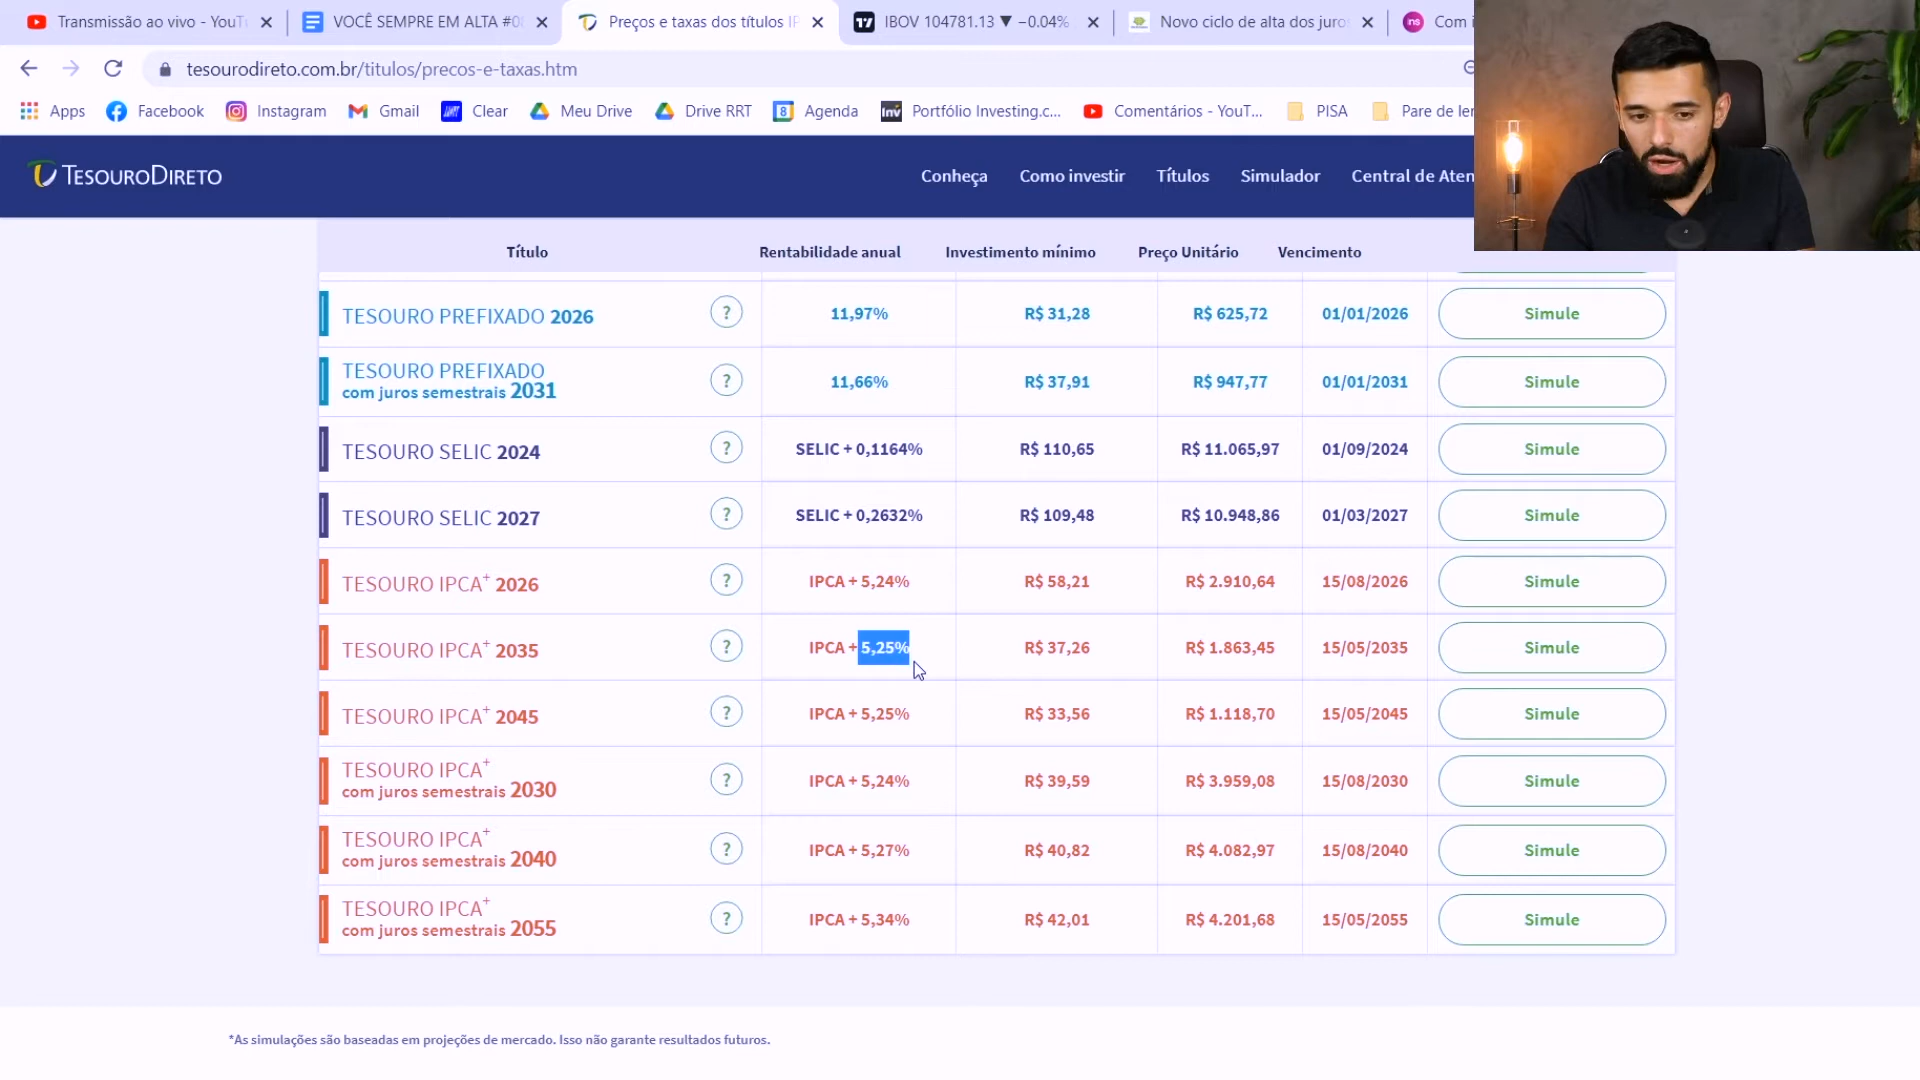 Transmissão ao vivo - YouT
VOCÊ SEMPRE EM ALTA #08
Preços e taxas dos títulos IP
IBOV 104781.13 ▼ −0.04%
Novo ciclo de alta dos juros
ins
Com i
tesourodireto.com.br/titulos/precos-e-taxas.htm
Apps
Facebook
Instagram
Gmail
Clear
Meu Drive
Drive RRT
8
Agenda
Inv
Portfólio Investing.c...
Comentários - YouT...
PISA
Pare de ler
TESOURODIRETO
Conheça
Como investir
Títulos
Simulador
Central de Aten
Título
Rentabilidade anual
Investimento mínimo
Preço Unitário
Vencimento
TESOURO PREFIXADO 2026
?
11,97%
R$ 31,28
R$ 625,72
01/01/2026
Simule
TESOURO PREFIXADO
com juros semestrais 2031
?
11,66%
R$ 37,91
R$ 947,77
01/01/2031
Simule
TESOURO SELIC 2024
?
SELIC + 0,1164%
R$ 110,65
R$ 11.065,97
01/09/2024
Simule
TESOURO SELIC 2027
?
SELIC + 0,2632%
R$ 109,48
R$ 10.948,86
01/03/2027
Simule
TESOURO IPCA+ 2026
?
IPCA + 5,24%
R$ 58,21
R$ 2.910,64
15/08/2026
Simule
TESOURO IPCA+ 2035
?
IPCA + 5,25%
R$ 37,26
R$ 1.863,45
15/05/2035
Simule
TESOURO IPCA+ 2045
?
IPCA + 5,25%
R$ 33,56
R$ 1.118,70
15/05/2045
Simule
TESOURO IPCA+
com juros semestrais 2030
?
IPCA + 5,24%
R$ 39,59
R$ 3.959,08
15/08/2030
Simule
TESOURO IPCA+
com juros semestrais 2040
?
IPCA + 5,27%
R$ 40,82
R$ 4.082,97
15/08/2040
Simule
TESOURO IPCA+
com juros semestrais 2055
?
IPCA + 5,34%
R$ 42,01
R$ 4.201,68
15/05/2055
Simule
*As simulações são baseadas em projeções de mercado. Isso não garante resultados futuros.